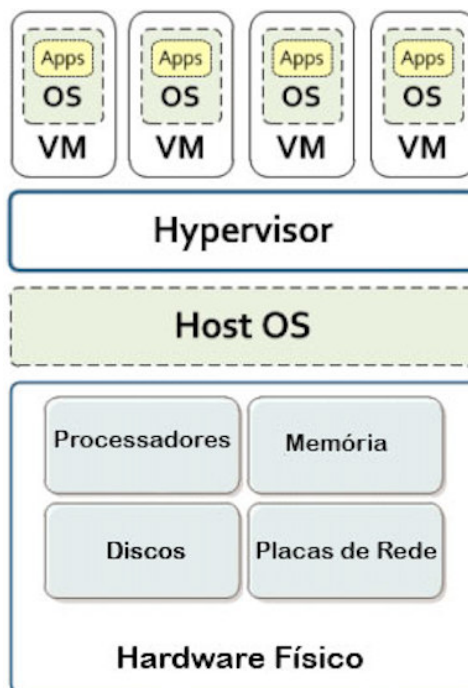 Apps Apps Apps Apps
OS OS OS OS
VM VM VM VM
Hypervisor
Host OS
Processadores Memória
Discos Placas de Rede
Hardware Físico